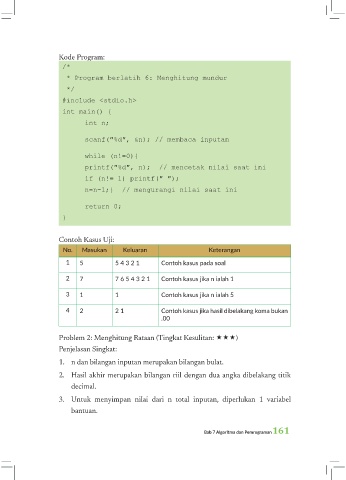 Kode Program:
/*
* Program berlatih 6: Menghitung mundur
*/
#include <stdio.h>
int main() {
int n;
scanf("%d", &n); // membaca inputan
while (n!=0){
printf("%d", n); // mencetak nilai saat ini
if (n!= 1) printf(" ");
n=n-1;} // mengurangi nilai saat ini
return 0;
}
Contoh Kasus Uji:
No. Masukan Keluaran Keterangan
1 5 5 4 3 2 1 Contoh kasus pada soal
2 7 7 6 5 4 3 2 1 Contoh kasus jika n ialah 1
3 1 1 Contoh kasus jika n ialah 5
4 2 2 1 Contoh kasus jika hasil dibelakang koma bukan
.00
Problem 2: Menghitung Rataan (Tingkat Kesulitan: ★★★)
Penjelasan Singkat:
1. n dan bilangan inputan merupakan bilangan bulat.
2. Hasil akhir merupakan bilangan riil dengan dua angka dibelakang titik
decimal.
3. Untuk menyimpan nilai dari n total inputan, diperlukan 1 variabel
bantuan.
Bab 7 Algoritma dan Pemrograman 161